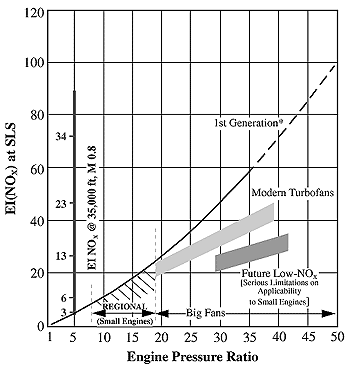 120
100
80
60
40
20
0
EI(NOx) at SLS
34
23
13
6
3
EI NOx @ 35,000 ft, M 0.8
1st Generation*
Modern Turbofans
Future Low-NOx
[Serious Limitations on
Applicability
to Small Engines]
REGIONAL
(Small Engines)
Big Fans
1 5 10 15 20 25 30 35 40 45 50
Engine Pressure Ratio